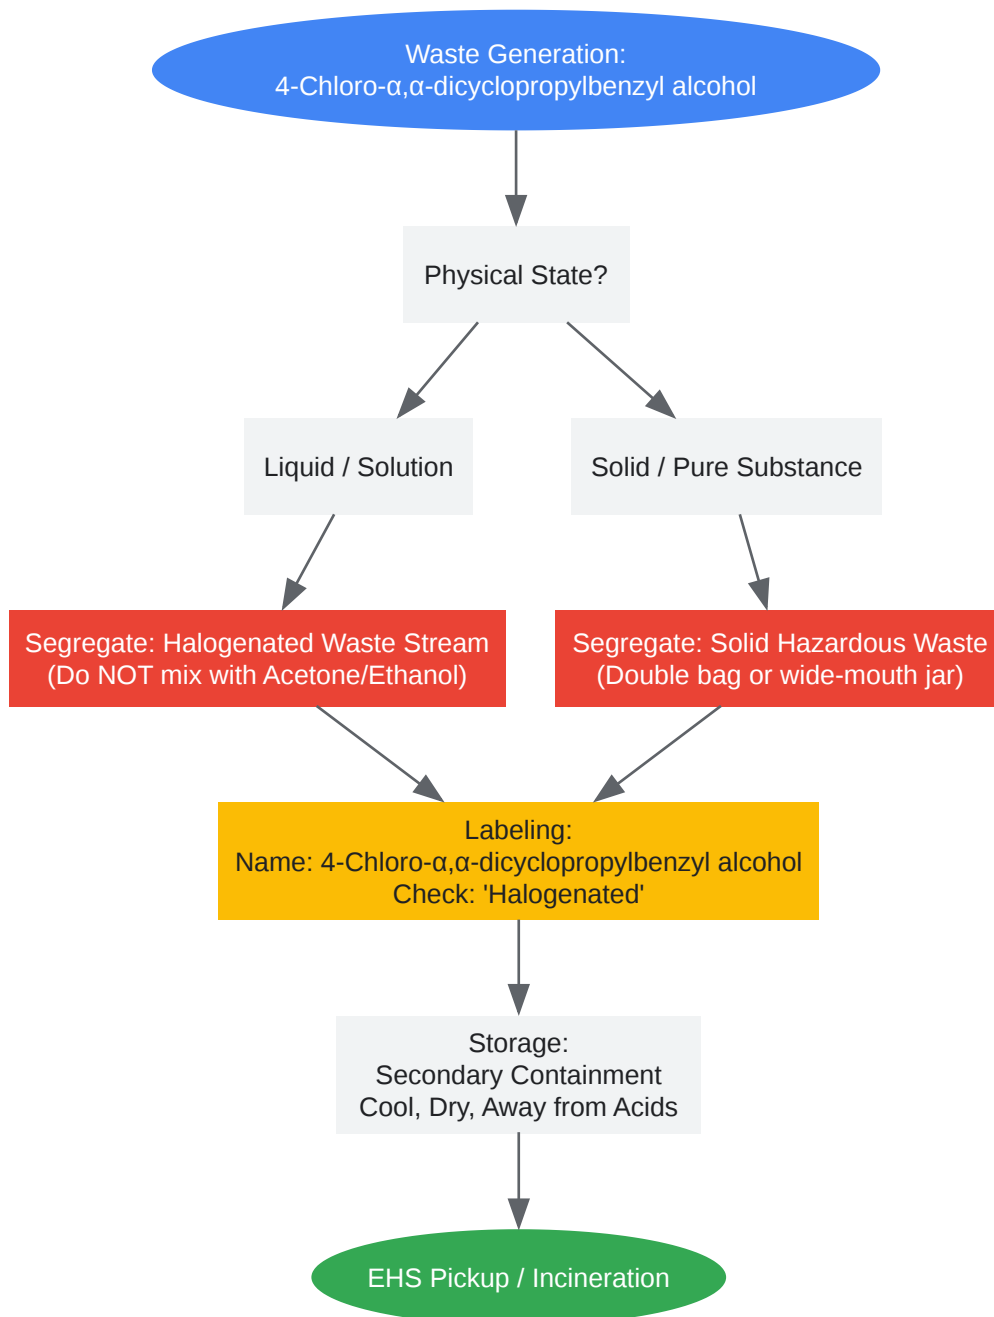 Waste Generation:
4-Chloro-α,α-dicyclopropylbenzyl alcohol
Physical State?
Liquid / Solution
Solid / Pure Substance
Segregate: Halogenated Waste Stream
(Do NOT mix with Acetone/Ethanol)
Segregate: Solid Hazardous Waste
(Double bag or wide-mouth jar)
Labeling:
Name: 4-Chloro-α,α-dicyclopropylbenzyl alcohol
Check: 'Halogenated'
Storage:
Secondary Containment
Cool, Dry, Away from Acids
EHS Pickup / Incineration